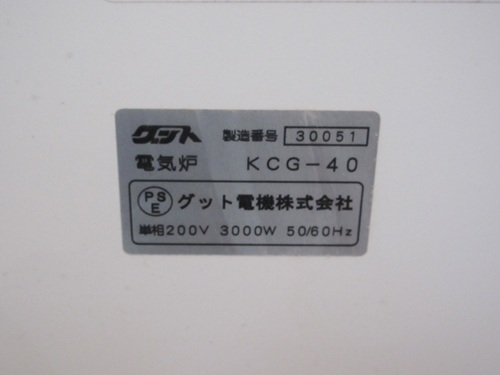 グット 製造番号 30051
電気炉 KCG-40
PSE グット電機株式会社
単相200V 3000W 50/60Hz